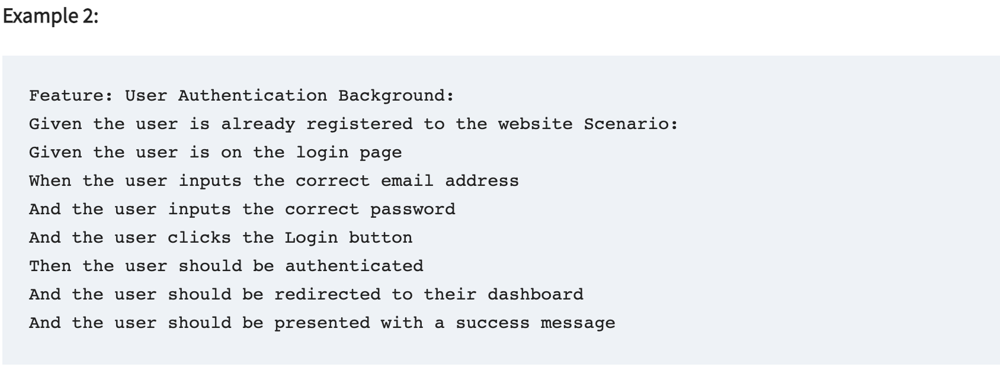 Example 2:
Feature: User Authentication Background:
Given the user is already registered to the website Scenario:
Given the user is on the login page
When the user inputs the correct email address
And the user inputs the correct password
And the user clicks the Login button
Then the user should be authenticated
And the user should be redirected to their dashboard
And the user should be presented with a success message